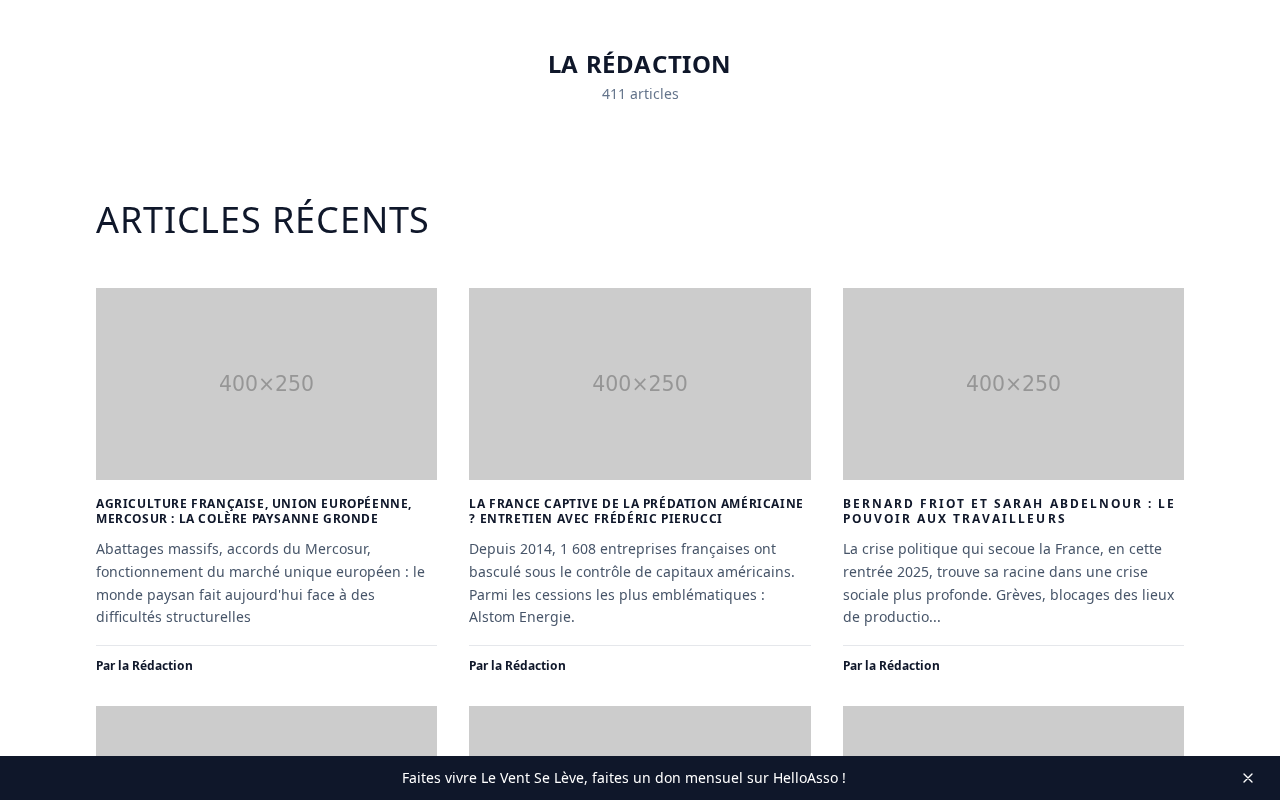 LA RÉDACTION
411 articles
ARTICLES RÉCENTS
400×250
400×250
400×250
AGRICULTURE FRANÇAISE, UNION EUROPÉENNE,
MERCOSUR : LA COLÈRE PAYSANNE GRONDE
Abattages massifs, accords du Mercosur,
fonctionnement du marché unique européen : le
monde paysan fait aujourd'hui face à des
difficultés structurelles
Par la Rédaction
LA FRANCE CAPTIVE DE LA PRÉDATION AMÉRICAINE
? ENTRETIEN AVEC FRÉDÉRIC PIERUCCI
Depuis 2014, 1 608 entreprises françaises ont
basculé sous le contrôle de capitaux américains.
Parmi les cessions les plus emblématiques :
Alstom Energie.
Par la Rédaction
BERNARD FRIOT ET SARAH ABDELNOUR : LE
POUVOIR AUX TRAVAILLEURS
La crise politique qui secoue la France, en cette
rentrée 2025, trouve sa racine dans une crise
sociale plus profonde. Grèves, blocages des lieux
de productio...
Par la Rédaction
Faites vivre Le Vent Se Lève, faites un don mensuel sur HelloAsso !
×